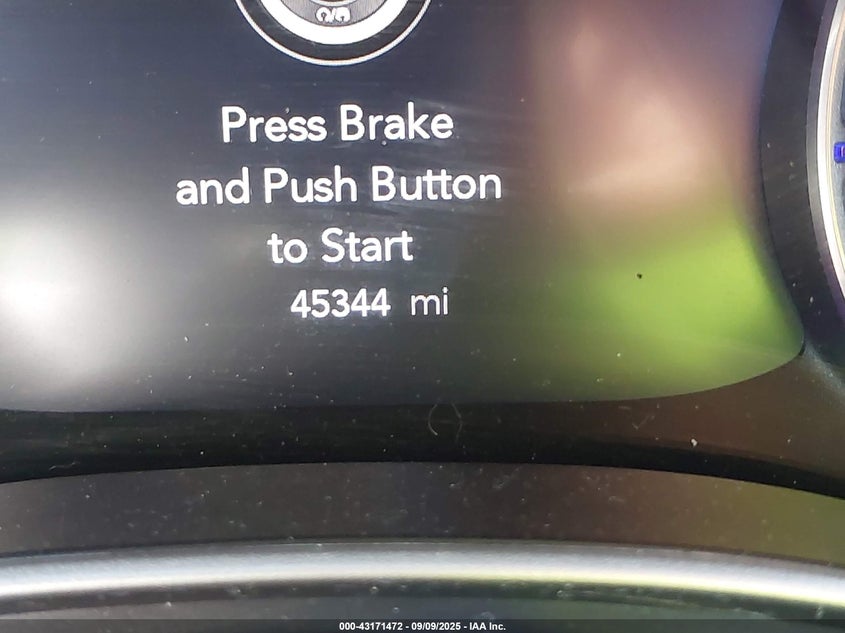 Press Brake
and Push Button
to Start
45344 mi
000-43171472 - 09/09/2025 - IAA Inc.